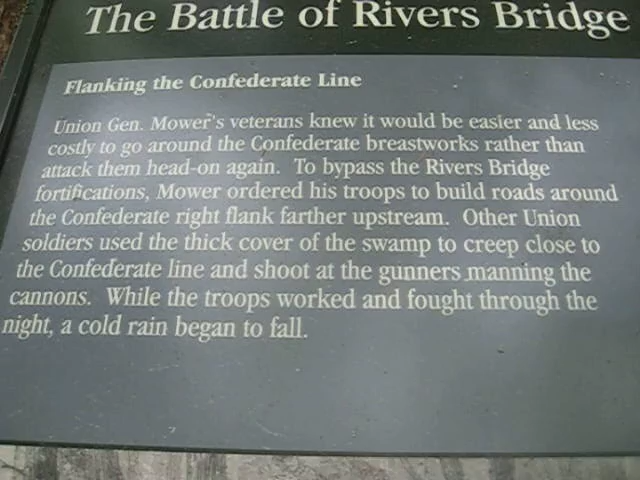 The Battle of Rivers Bridge
Flanking the Confederate Line
Union Gen. Mower's veterans knew it would be easier and less
costly to go around the Confederate breastworks rather than
attack them head-on again. To bypass the Rivers Bridge
fortifications, Mower ordered his troops to build roads around
the Confederate right flank farther upstream. Other Union
soldiers used the thick cover of the swamp to creep close to
the Confederate line and shoot at the gunners manning the
cannons. While the troops worked and fought through the
night, a cold rain began to fall.